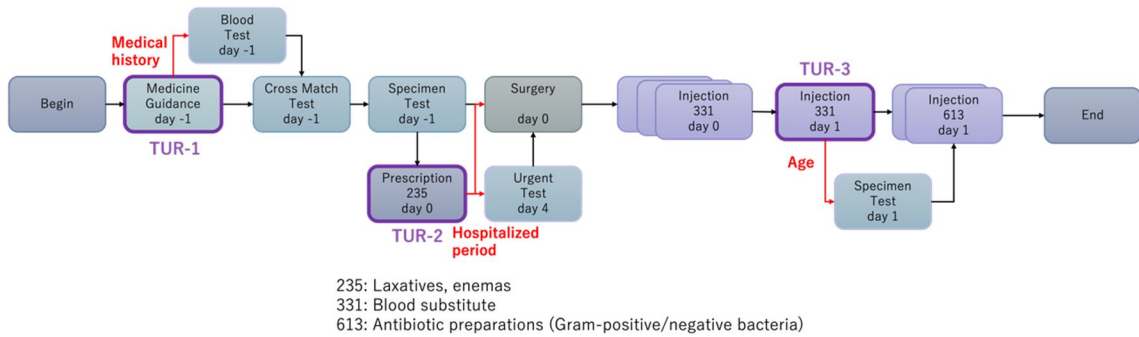 Blood
Test
day -1
Medical
history
TUR-3
Begin
Medicine
Guidance
day -1
Cross Match
Test
day -1
Specimen
Test
day -1
Surgery
day 0
Injection
331
day 0
Injection
331
day 1
Injection
613
day 1
End
TUR-1
Age
Prescription
235
day 0
Urgent
Test
day 4
Specimen
Test
day 1
TUR-2
Hospitalized
period
235: Laxatives, enemas
331: Blood substitute
613: Antibiotic preparations (Gram-positive/negative bacteria)